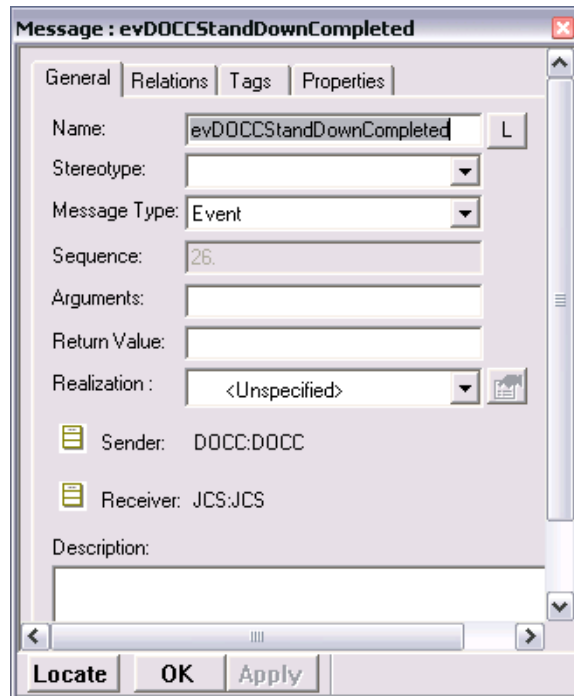 Message : evDOCCStandDownCompleted
General Relations Tags Properties
Name: evDOCCStandDownCompleted L
Stereotype:
Message Type: Event
Sequence: 26.
Arguments:
Return Value:
Realization : <Unspecified>
Sender: DOCC:DOCC
Receiver: JCS:JCS
Description:
Locate OK Apply